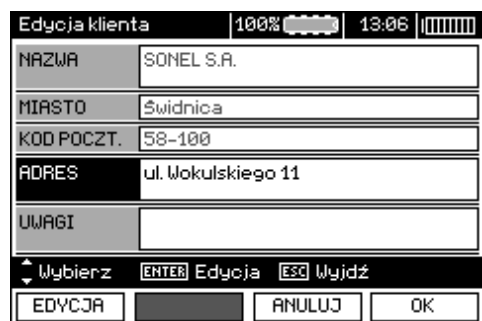 Edycja klienta 100% 13:06
NAZWA SONEL S.A.
MIASTO Świdnica
KOD POCZT. 58-100
ADRES ul. Wokulskiego 11
UWAGI
Wybierz ENTER Edycja ESC Wyjdź
EDYCJA ANULUJ OK